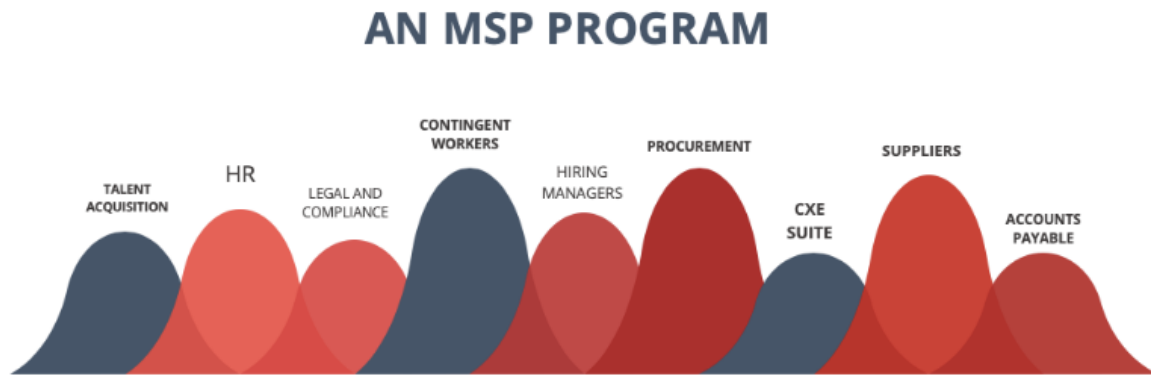 AN MSP PROGRAM
TALENT
ACQUISITION
HR
LEGAL AND
COMPLIANCE
CONTINGENT
WORKERS
HIRING
MANAGERS
PROCUREMENT
CXE
SUITE
SUPPLIERS
ACCOUNTS
PAYABLE